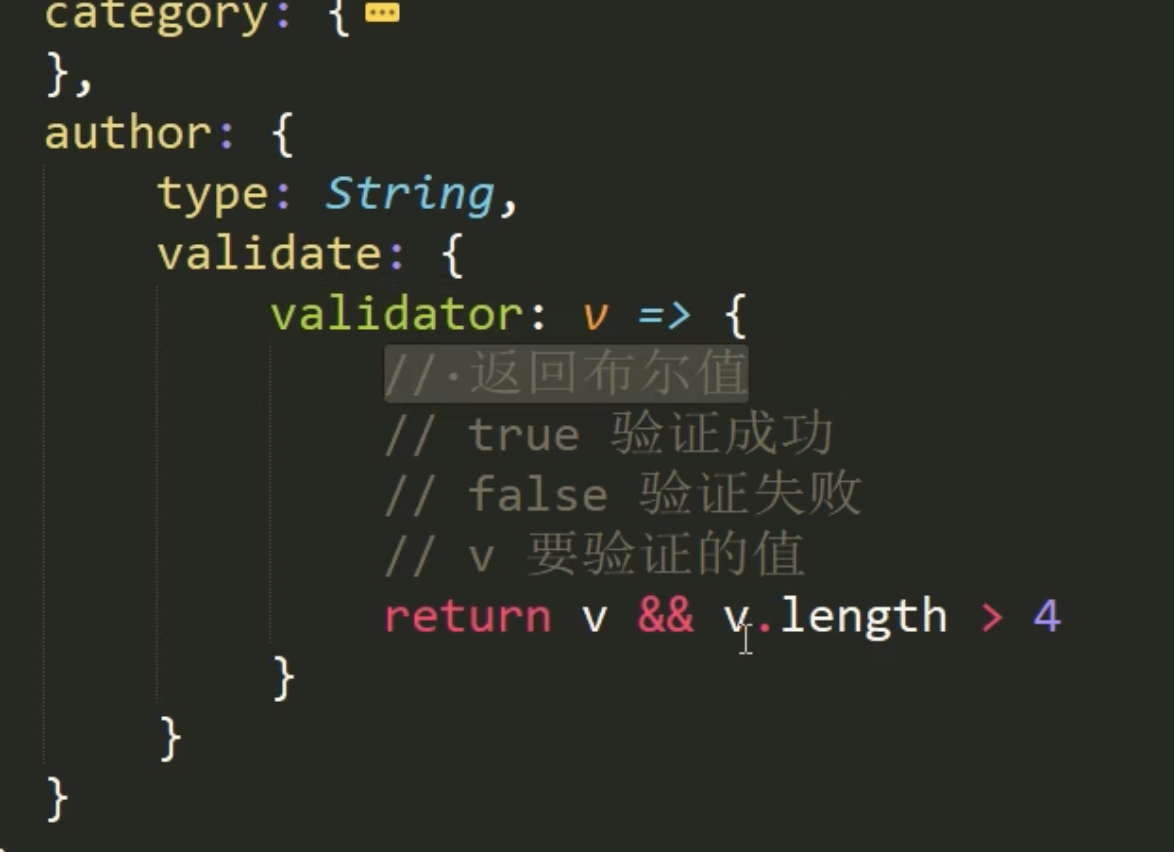 category: {
},
author: {
type: String,
validate: {
validator: v => {
// 返回布尔值
// true 验证成功
// false 验证失败
// v 要验证的值
return v && v.length > 4
}
}
}